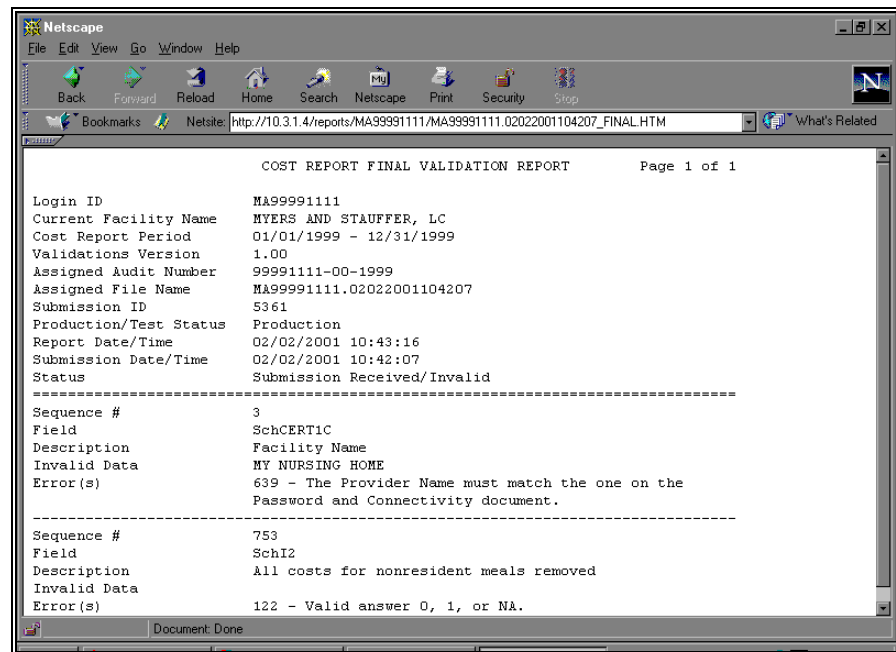 Netscape
File Edit View Go Window Help
Back Forward Reload Home Search Netscape Print Security Stop
My
N
Bookmarks Netsite: http://10.3.1.4/reports/MA99991111/MA99991111.02022001104207_FINAL.HTM What's Related
COST REPORT FINAL VALIDATION REPORT Page 1 of 1
Login ID MA99991111
Current Facility Name MYERS AND STAUFFER, LC
Cost Report Period 01/01/1999 - 12/31/1999
Validations Version 1.00
Assigned Audit Number 99991111-00-1999
Assigned File Name MA99991111.02022001104207
Submission ID 5361
Production/Test Status Production
Report Date/Time 02/02/2001 10:43:16
Submission Date/Time 02/02/2001 10:42:07
Status Submission Received/Invalid
Sequence # 3
Field SchCERT1C
Description Facility Name
Invalid Data MY NURSING HOME
Error(s) 639 - The Provider Name must match the one on the
Password and Connectivity document.
Sequence # 753
Field SchI2
Description All costs for nonresident meals removed
Invalid Data
Error(s) 122 - Valid answer 0, 1, or NA.
Document: Done